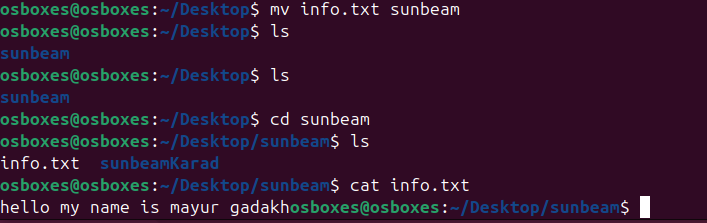 osboxes@osboxes:~/Desktop$ mv info.txt sunbeam
osboxes@osboxes:~/Desktop$ ls
sunbeam
osboxes@osboxes:~/Desktop$ ls
sunbeam
osboxes@osboxes:~/Desktop$ cd sunbeam
osboxes@osboxes:~/Desktop/sunbeam$ ls
info.txt  sunbeamKarad
osboxes@osboxes:~/Desktop/sunbeam$ cat info.txt
hello my name is mayur gadakhosboxes@osboxes:~/Desktop/sunbeam$